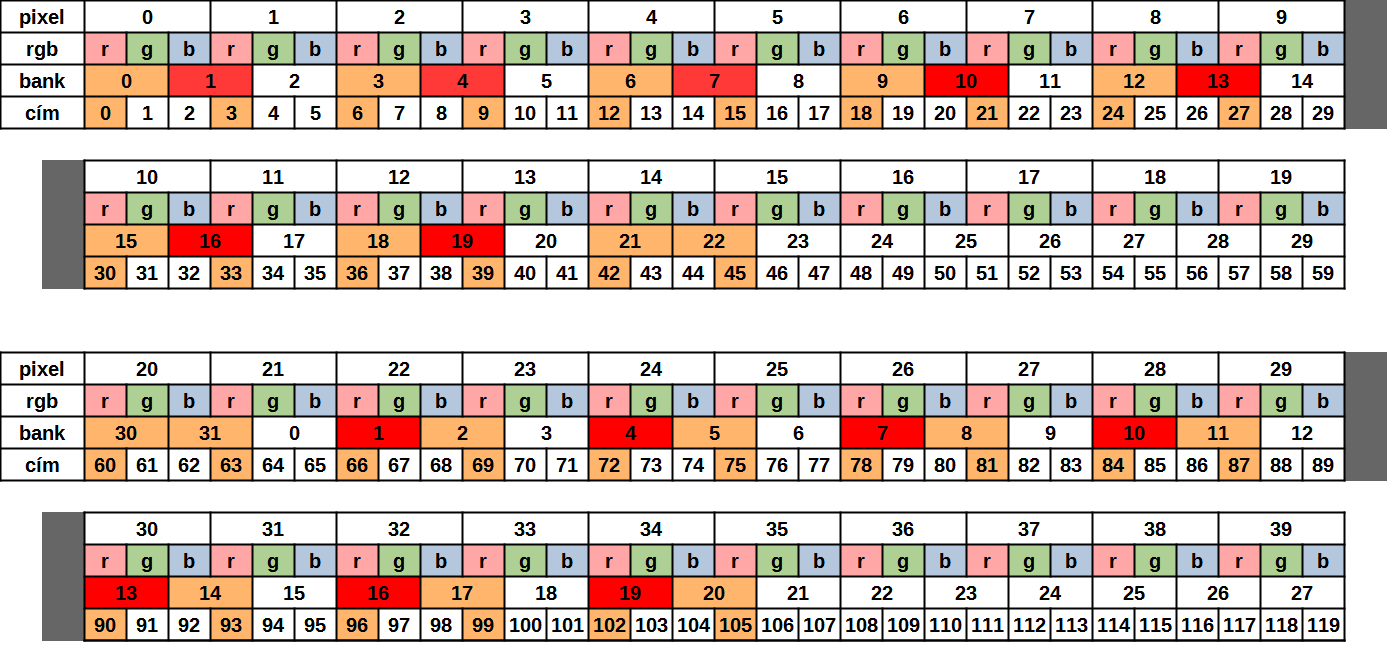 pixel 0 1 2 3 4 5 6 7 8 9
rgb r g b r g b r g b r g b r g b r g b r g b r g b r g b r g b
bank 0 1 2 3 4 5 6 7 8 9 10 11 12 13 14
cím 0 1 2 3 4 5 6 7 8 9 10 11 12 13 14 15 16 17 18 19 20 21 22 23 24 25 26 27 28 29
10 11 12 13 14 15 16 17 18 19
r g b r g b r g b r g b r g b r g b r g b r g b r g b r g b
15 16 17 18 19 20 21 22 23 24 25 26 27 28 29
30 31 32 33 34 35 36 37 38 39 40 41 42 43 44 45 46 47 48 49 50 51 52 53 54 55 56 57 58 59
pixel 20 21 22 23 24 25 26 27 28 29
rgb r g b r g b r g b r g b r g b r g b r g b r g b r g b r g b
bank 30 31 0 1 2 3 4 5 6 7 8 9 10 11 12
cím 60 61 62 63 64 65 66 67 68 69 70 71 72 73 74 75 76 77 78 79 80 81 82 83 84 85 86 87 88 89
30 31 32 33 34 35 36 37 38 39
r g b r g b r g b r g b r g b r g b r g b r g b r g b r g b
13 14 15 16 17 18 19 20 21 22 23 24 25 26 27
90 91 92 93 94 95 96 97 98 99 100 101 102 103 104 105 106 107 108 109 110 111 112 113 114 115 116 117 118 119